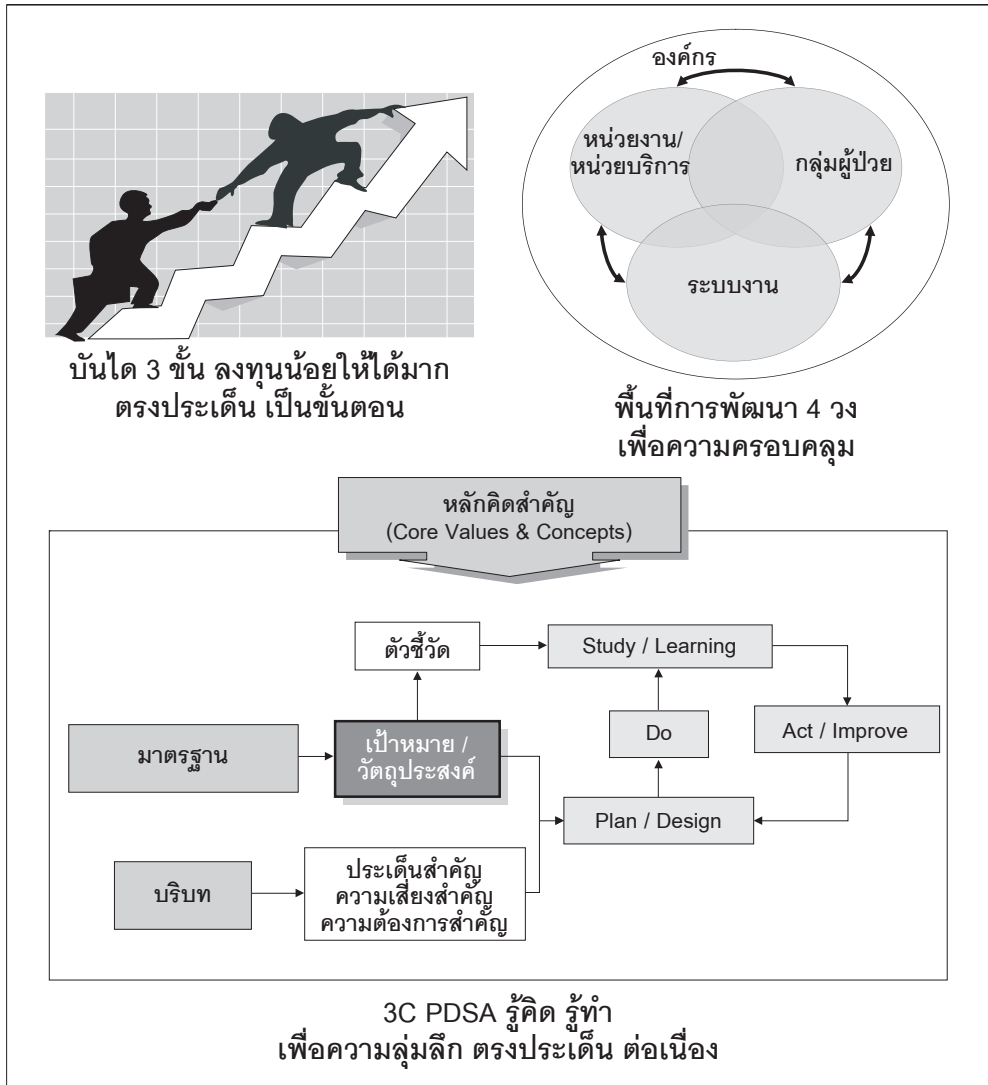 องค์กร
หน่วยงาน/
หน่วยบริการ
กลุ่มผู้ป่วย
ระบบงาน
บันได 3 ขั้น ลงทุนน้อยให้ได้มาก
ตรงประเด็น เป็นขั้นตอน
พื้นที่การพัฒนา 4 วง
เพื่อความครอบคลุม
หลักคิดสำคัญ
(Core Values & Concepts)
ตัวชี้วัด
Study / Learning
มาตรฐาน
เป้าหมาย /
วัตถุประสงค์
Do
Act / Improve
Plan / Design
บริบท
ประเด็นสำคัญ
ความเสี่ยงสำคัญ
ความต้องการสำคัญ
3C PDSA รู้คิด รู้ทำ
เพื่อความลุ่มลึก ตรงประเด็น ต่อเนื่อง